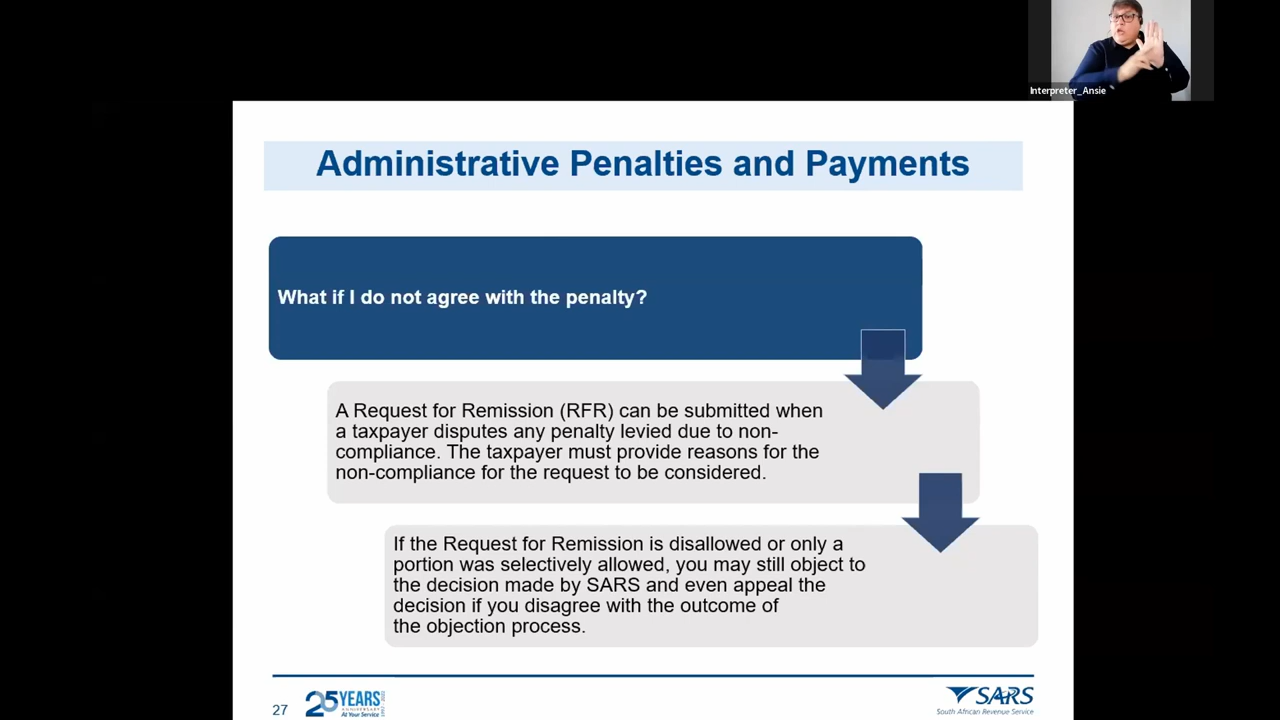 Interpreter_Ansie
Administrative Penalties and Payments
What if I do not agree with the penalty?
A Request for Remission (RFR) can be submitted when
a taxpayer disputes any penalty levied due to non-
compliance. The taxpayer must provide reasons for the
non-compliance for the request to be considered.
If the Request for Remission is disallowed or only a
portion was selectively allowed, you may still object to
the decision made by SARS and even appeal the
decision if you disagree with the outcome of
the objection process.
27
25 YEARS
ANNIVERSARY
At Your Service
SARS
South African Revenue Service